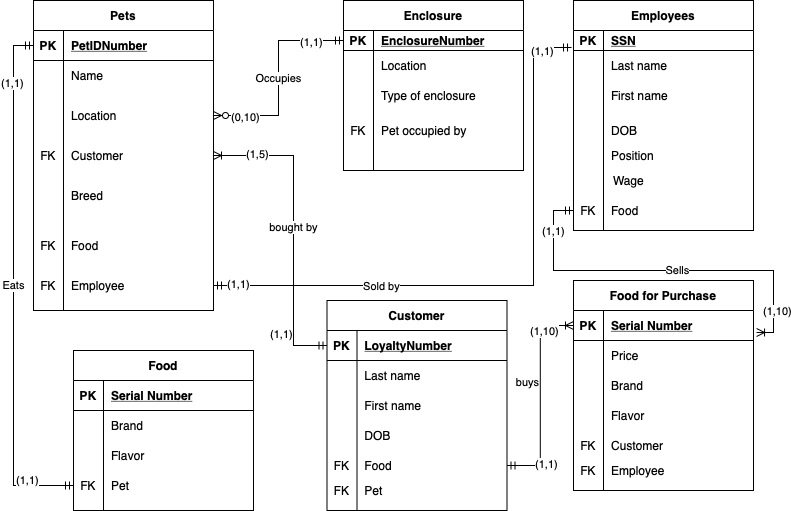 Pets
PK PetIDNumber
Name
Location
FK Customer
Breed
FK Food
FK Employee
Enclosure
PK EnclosureNumber
Location
Type of enclosure
FK Pet occupied by
Employees
PK SSN
Last name
First name
DOB
Position
Wage
FK Food
(1,1)
(1,1)
Occupies
(0,10)
(1,1)
(1,5)
bought by
(1,1)
Eats
(1,1)
Sold by
(1,1)
Sells
(1,10)
(1,1)
Food
PK Serial Number
Brand
Flavor
FK Pet
(1,1)
Customer
PK LoyaltyNumber
Last name
First name
DOB
FK Food
FK Pet
(1,10)
buys
(1,1)
Food for Purchase
PK Serial Number
Price
Brand
Flavor
FK Customer
FK Employee